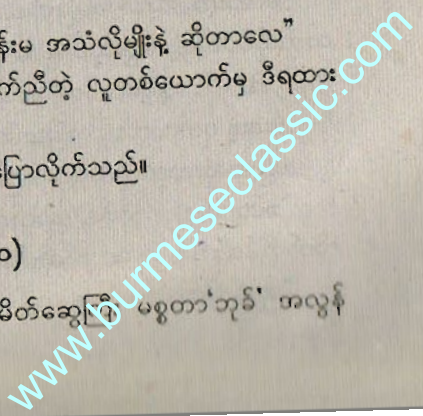 န်းမ အသံလိုမျိုးနဲ့ ဆိုတာလေ”
က်ညီတဲ့ လူတစ်ယောက်မှ ဒီရထား
ပြောလိုက်သည်။
၁)
မိတ်ဆွေကြီး မစ္စတာ‘ဘုခ်’ အလွန်
www.burmeseclassic.com